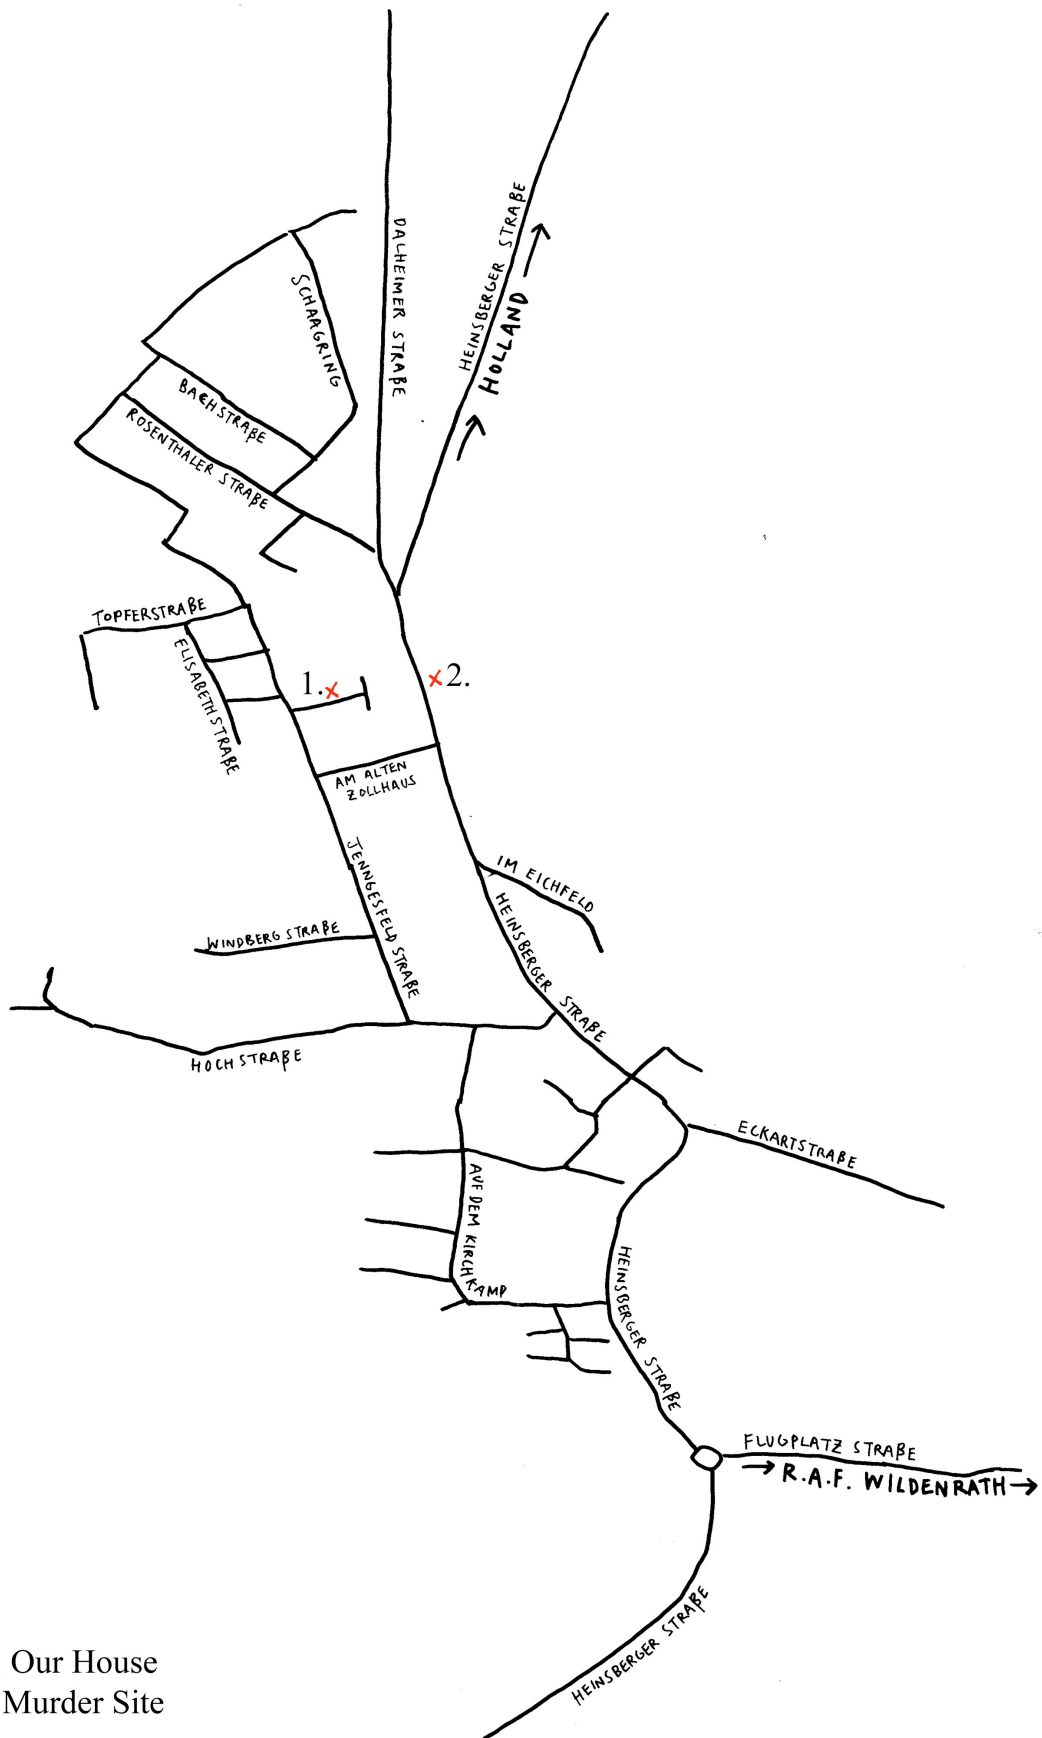 DALHEIMER STRAßE
HEINSBERGER STRAßE
HOLLAND
SCHAAGRING
BACHSTRAßE
ROSENTHALER STRAßE
TOPFERSTRAßE
ELISABETHSTRAßE
1.x
x2.
AM ALTEN
ZOLLHAUS
JENNGESFELD STRAßE
IM EICHFELD
HEINSBERGER STRAßE
WINDBERG STRAßE
HOCHSTRAßE
ECKARTSTRAßE
AUF DEM KIRCHKAMP
HEINSBERGER STRAßE
FLUGPLATZ STRAßE
R.A.F. WILDENRATH
HEINSBERGER STRAßE
Our House
Murder Site